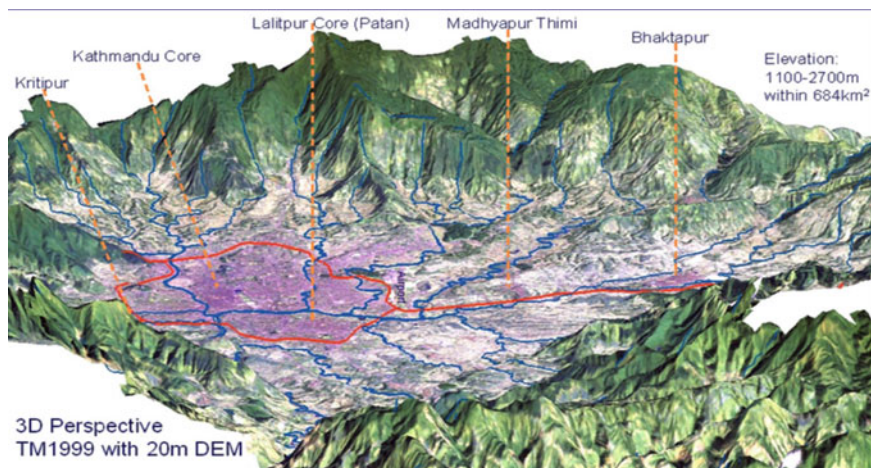 Lalitpur Core (Patan)
Madhyapur Thimi
Kathmandu Core
Bhaktapur
Kritipur
Elevation:
1100-2700m
within 684km²
Airport
3D Perspective
TM1999 with 20m DEM